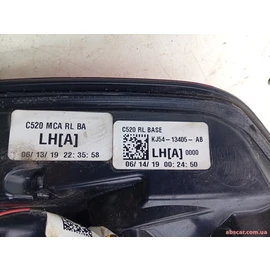 C520 MCA RL BA
LH[A]
06/13/19 22:35:58
C520 RL BASE
KJ54-13405-AB
LH[A] 0000
06/14/19 00:24:50
abscar.com.ua